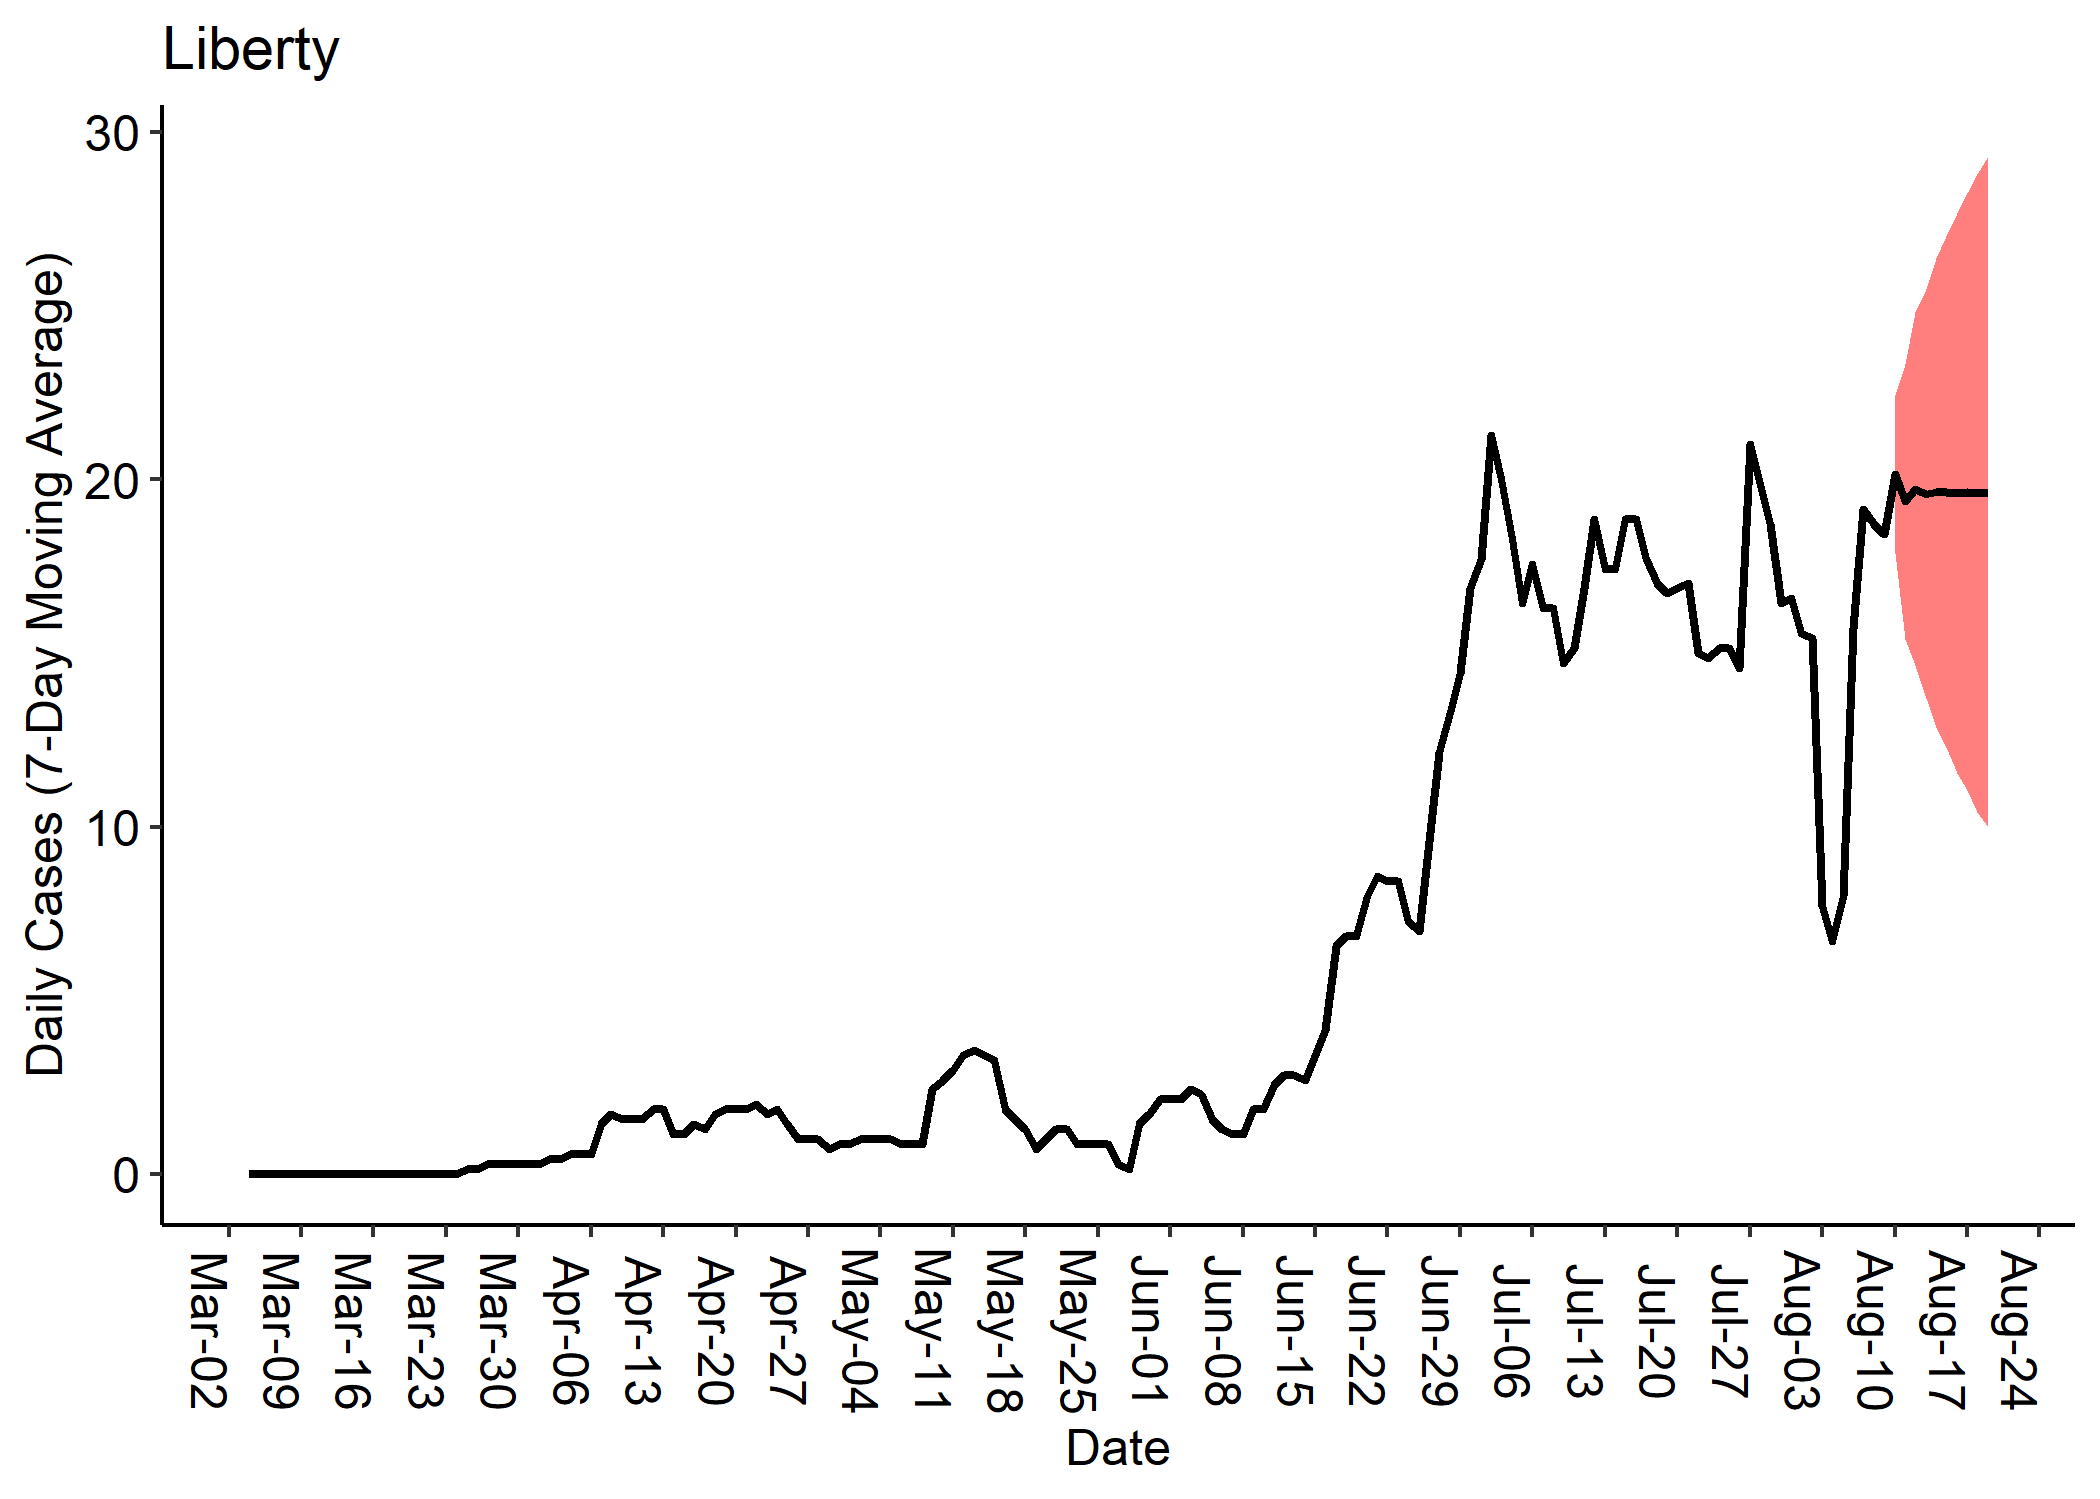 Liberty
Daily Cases (7-Day Moving Average)
30
20
10
0
Mar-02
Mar-09
Mar-16
Mar-23
Mar-30
Apr-06
Apr-13
Apr-20
Apr-27
May-04
May-11
May-18
May-25
Jun-01
Jun-08
Jun-15
Jun-22
Jun-29
Jul-06
Jul-13
Jul-20
Jul-27
Aug-03
Aug-10
Aug-17
Aug-24
Date